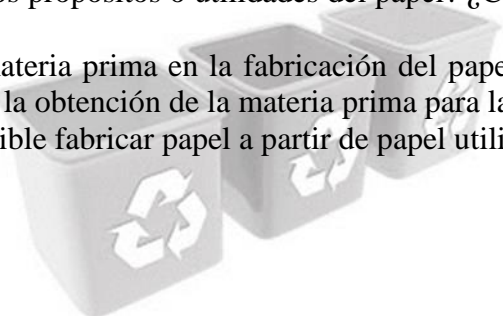 propósitos o utilidades del papel? ¿
ateria prima en la fabricación del pape
la obtención de la materia prima para la
ible fabricar papel a partir de papel utili